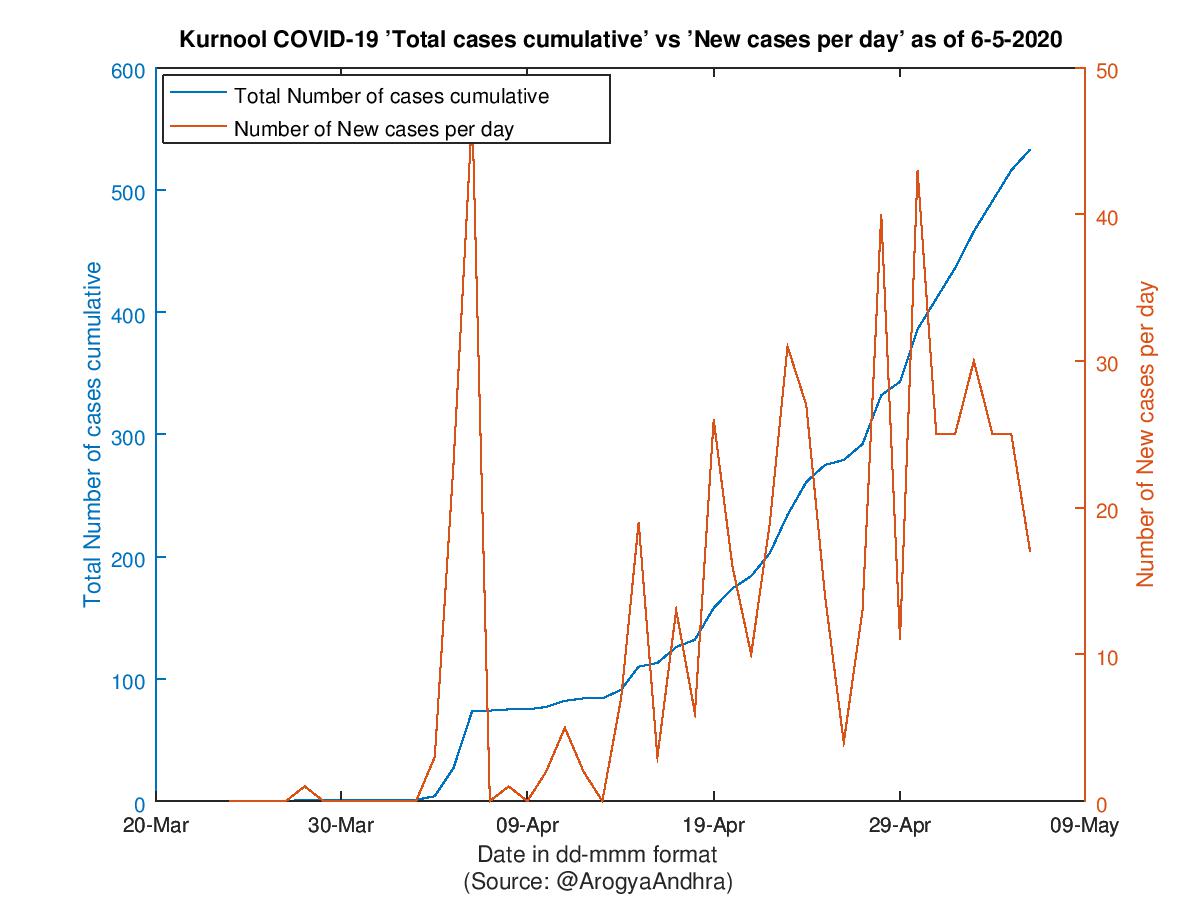 Kurnool COVID-19 ’Total cases cumulative’ vs ’New cases per day’ as of 6-5-2020
Total Number of cases cumulative
Number of New cases per day
600
500
400
300
200
100
0
Total Number of cases cumulative
50
40
30
20
10
0
Number of New cases per day
20-Mar 30-Mar 09-Apr 19-Apr 29-Apr 09-May
Date in dd-mmm format
(Source: @ArogyaAndhra)